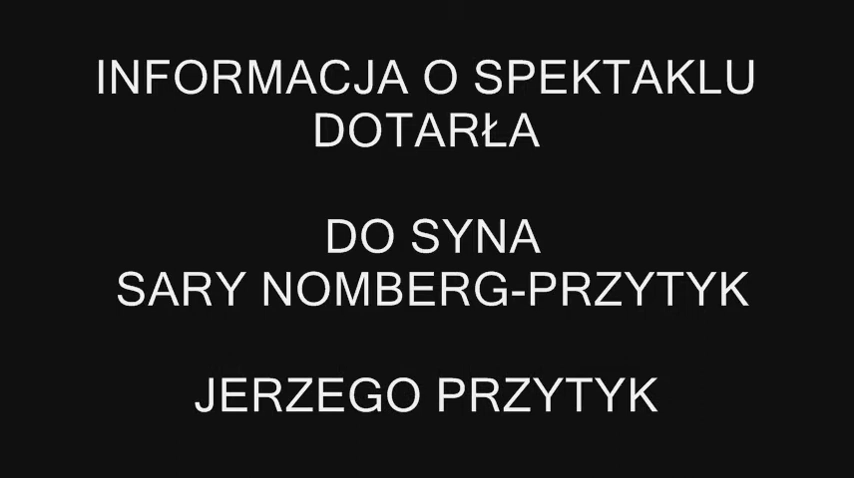 INFORMACJA O SPEKTAKLU
DOTARŁA
DO SYNA
SARY NOMBERG-PRZYTYK
JERZEGO PRZYTYK